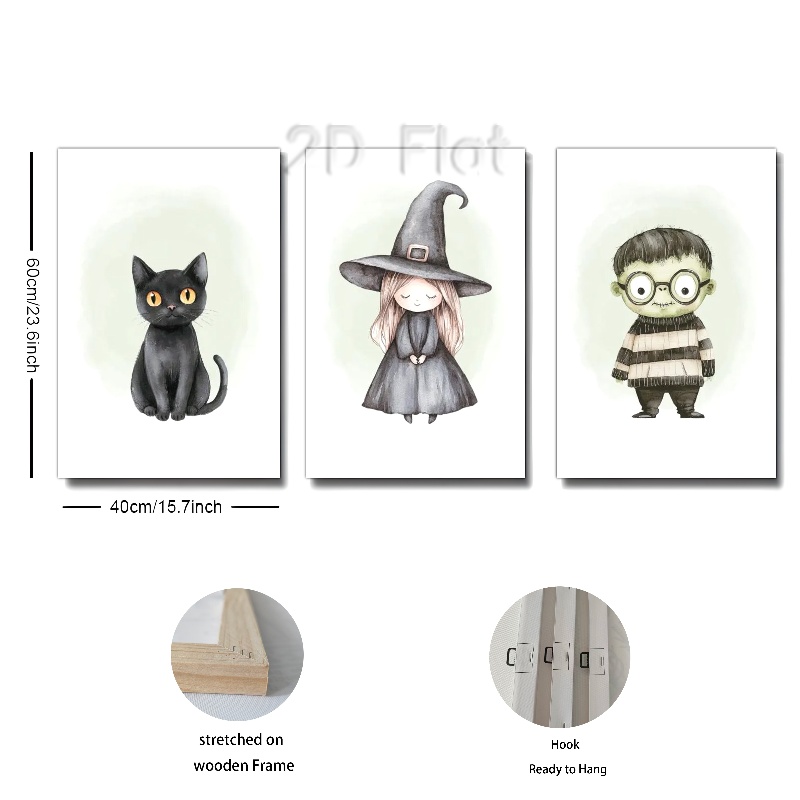 2D Flat
60cm/23.6inch
40cm/15.7inch
stretched on
wooden Frame
Hook
Ready to Hang